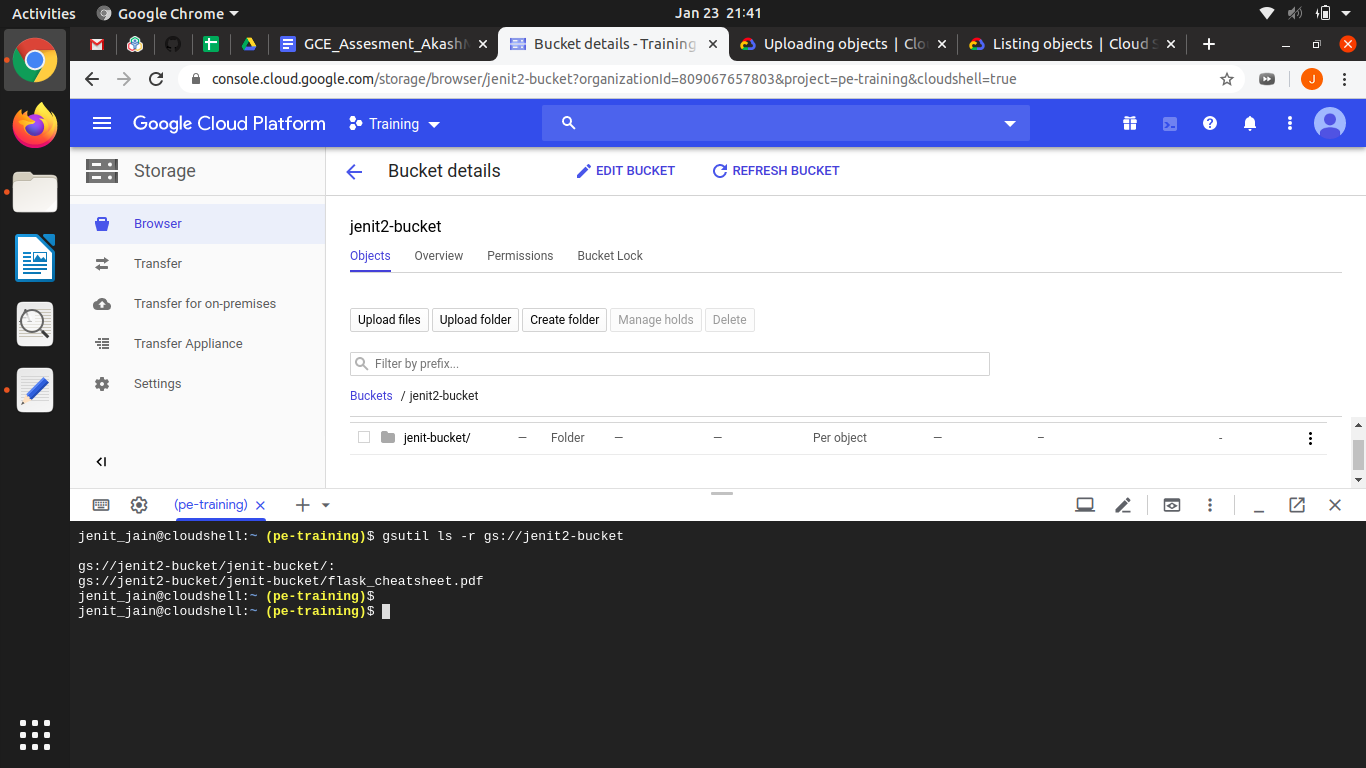 Activities Google Chrome Jan 23 21:41
GCE_Assesment_Akash Bucket details - Training Uploading objects | Clo Listing objects | Cloud S
console.cloud.google.com/storage/browser/jenit2-bucket?organizationId=809067657803&project=pe-training&cloudshell=true J
Google Cloud Platform Training
Storage Bucket details EDIT BUCKET REFRESH BUCKET
Browser
Transfer
Transfer for on-premises
Transfer Appliance
Settings
jenit2-bucket
Objects Overview Permissions Bucket Lock
Upload files Upload folder Create folder Manage holds Delete
Filter by prefix...
Buckets / jenit2-bucket
jenit-bucket/ — Folder — — Per object — – -
(pe-training)
jenit_jain@cloudshell:~ (pe-training)$ gsutil ls -r gs://jenit2-bucket
gs://jenit2-bucket/jenit-bucket/:
gs://jenit2-bucket/jenit-bucket/flask_cheatsheet.pdf
jenit_jain@cloudshell:~ (pe-training)$
jenit_jain@cloudshell:~ (pe-training)$